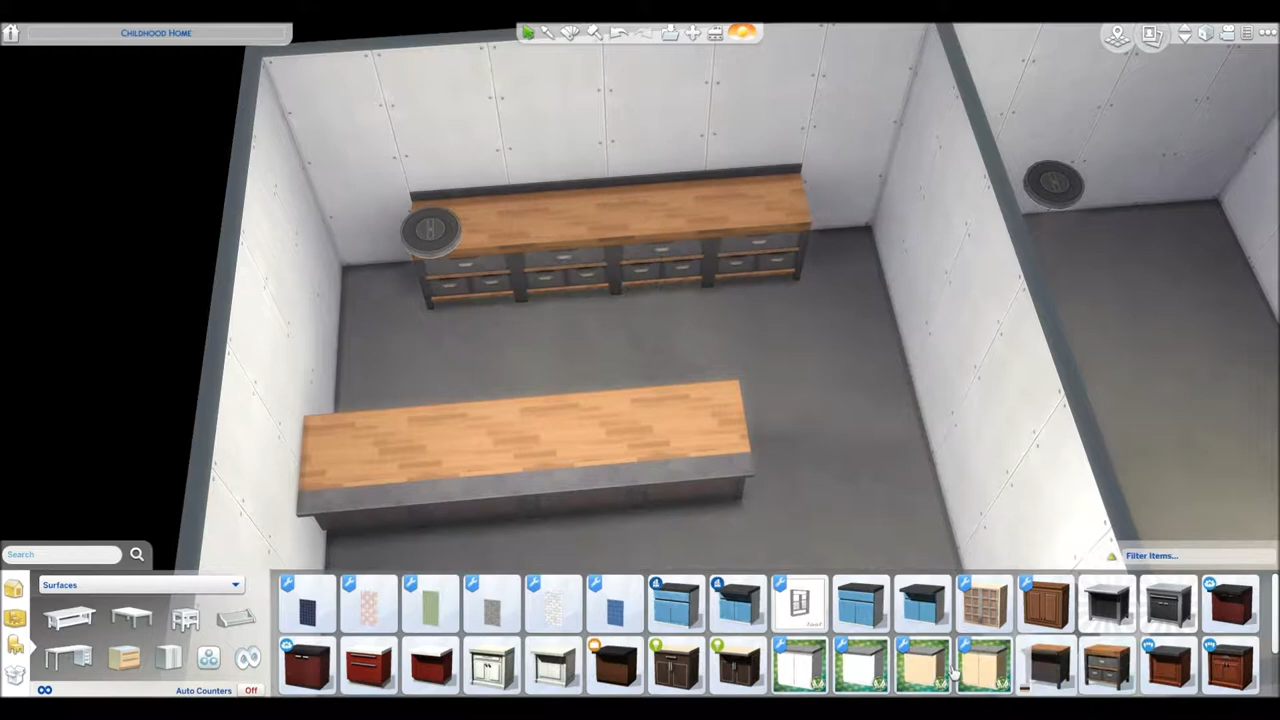 CHILDHOOD HOME
Search
Filter Items...
Surfaces
Auto Counters Off